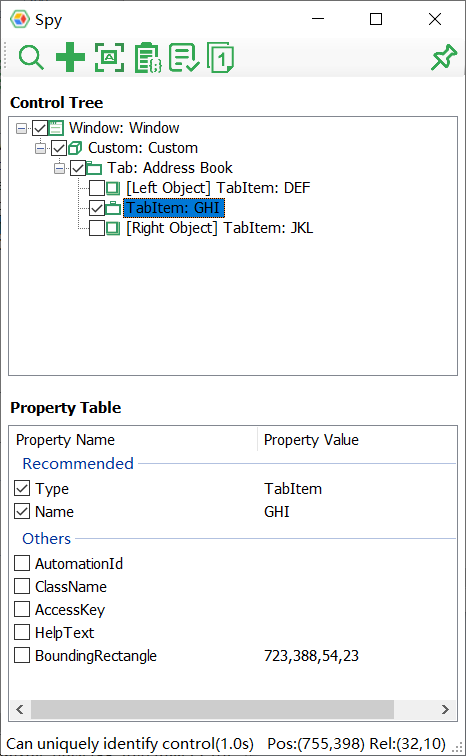 Spy
1
Control Tree
Window: Window
Custom: Custom
Tab: Address Book
[Left Object] TabItem: DEF
TabItem: GHI
[Right Object] TabItem: JKL
Property Table
Property Name Property Value
Recommended
Type TabItem
Name GHI
Others
AutomationId
ClassName
AccessKey
HelpText
BoundingRectangle 723,388,54,23
Can uniquely identify control(1.0s) Pos:(755,398) Rel:(32,10)